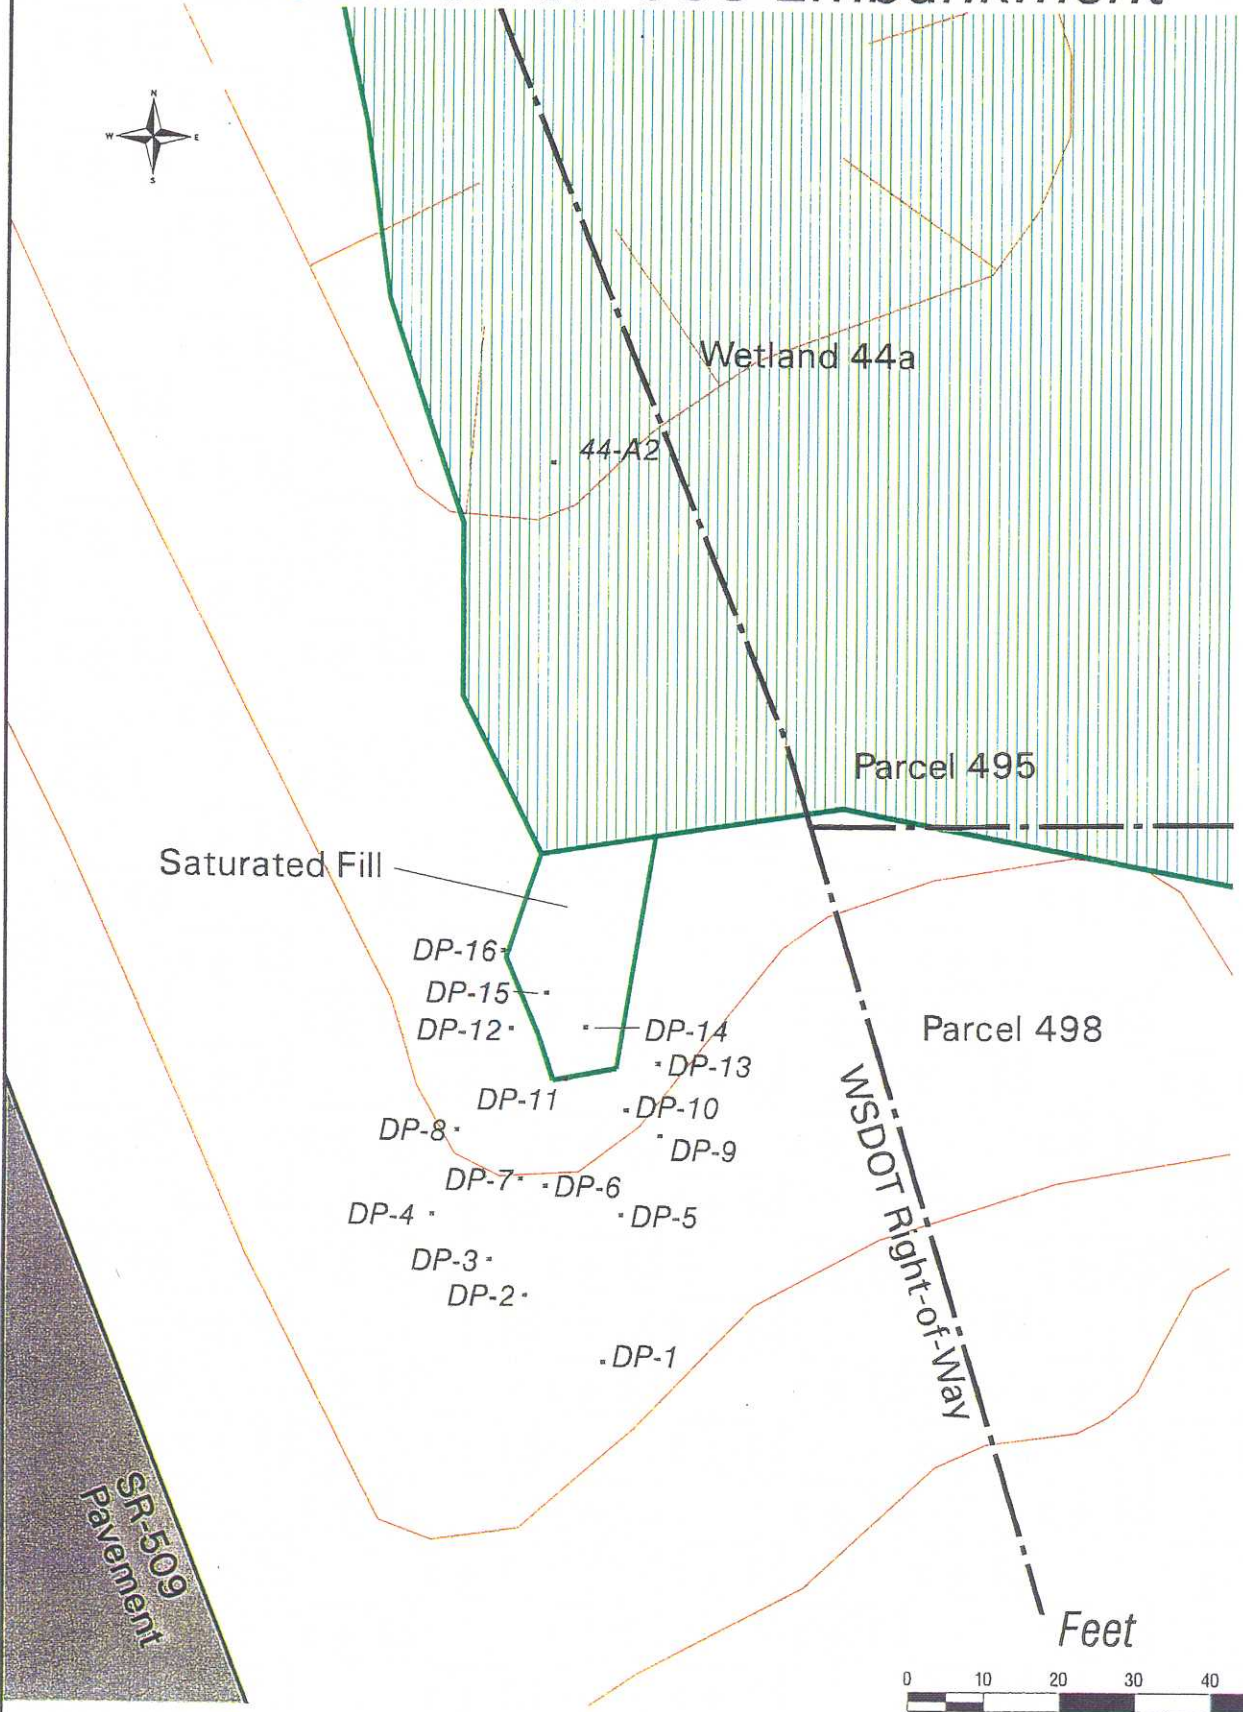 Embankment
N
W E
S
Wetland 44a
44-A2
Parcel 495
Saturated Fill
DP-16
DP-15
DP-12
DP-14
Parcel 498
DP-13
DP-11
DP-10
DP-8
DP-9
DP-7
DP-6
DP-4
DP-5
DP-3
DP-2
DP-1
WSDOT Right-of-Way
SR-509
Pavement
Feet
0 10 20 30 40